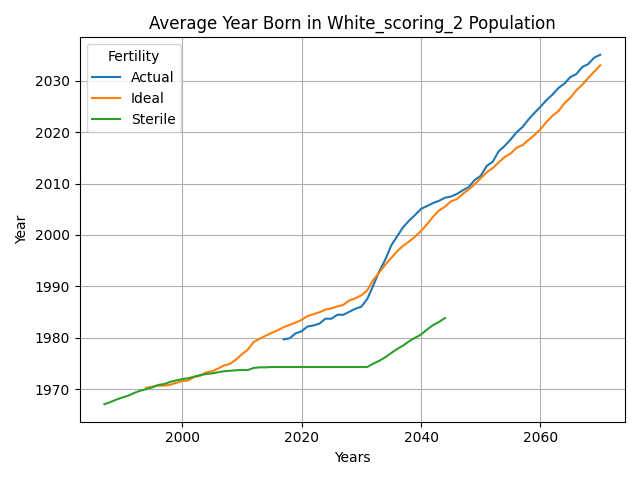 Average Year Born in White_scoring_2 Population
Fertility
Actual
Ideal
Sterile
2030
2020
2010
2000
1990
1980
1970
Year
2000
2020
2040
2060
Years